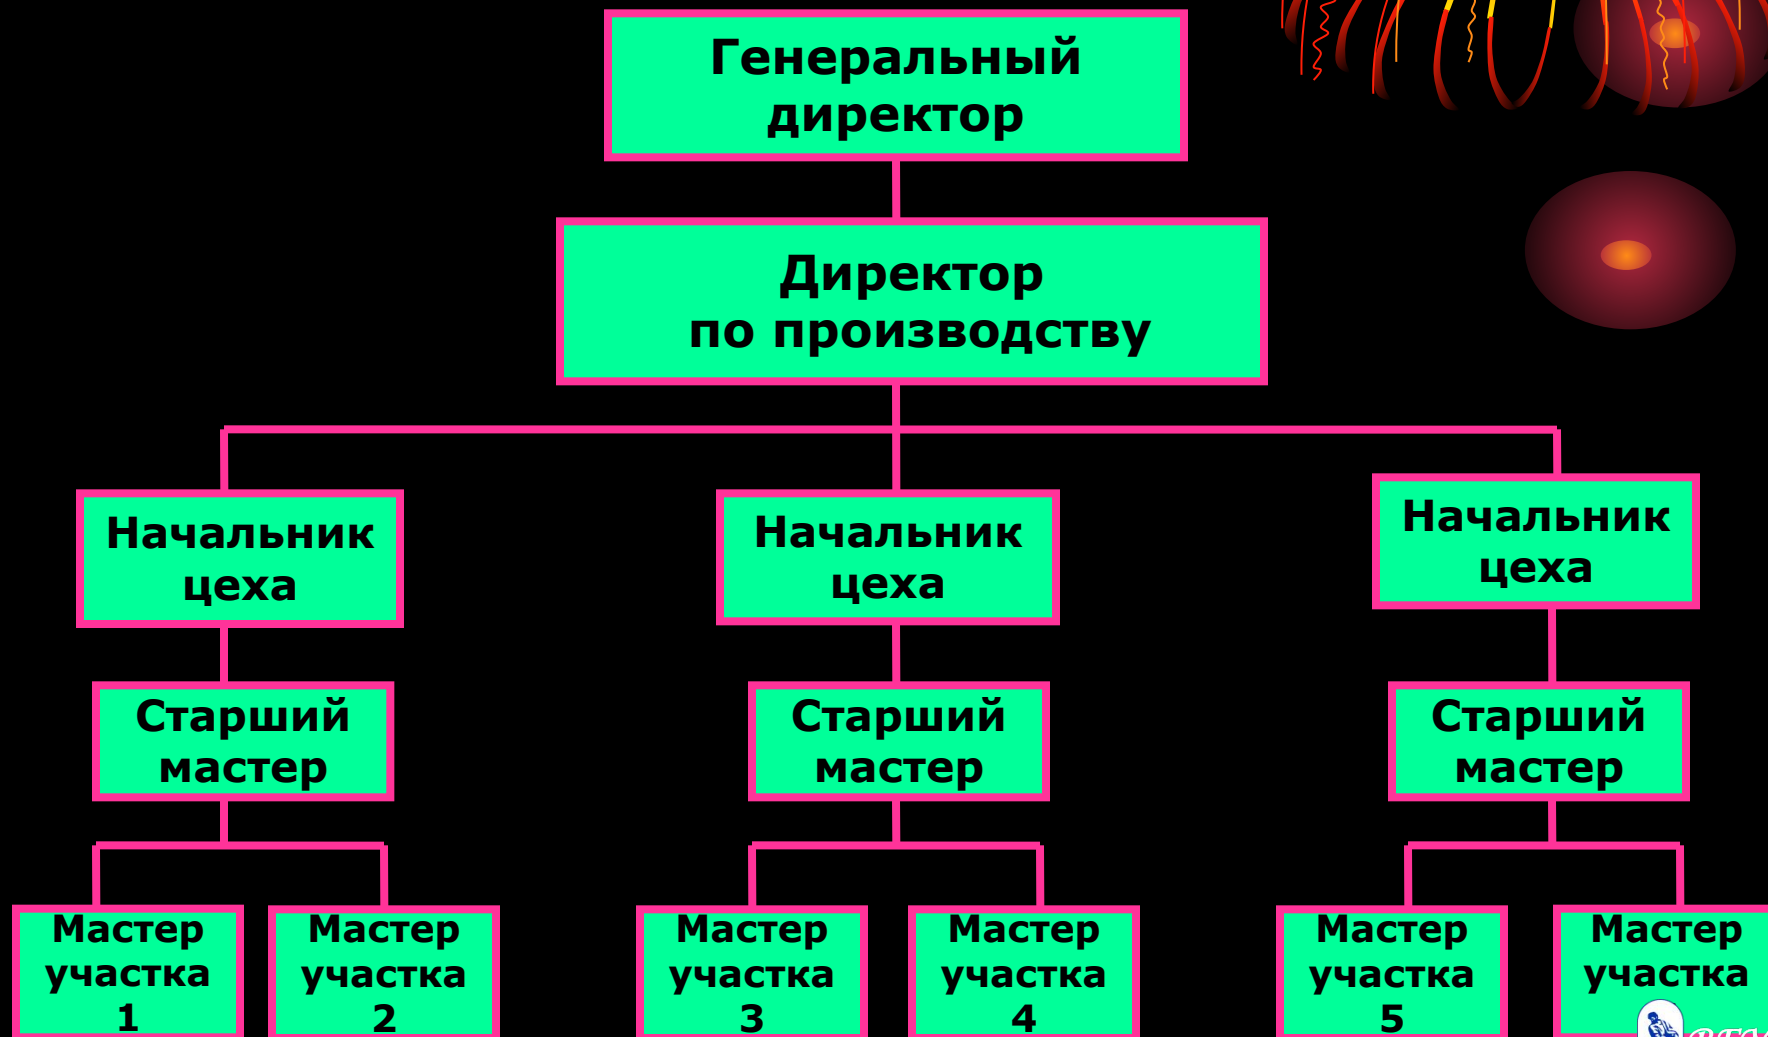 Генеральный
директор
Директор
по производству
Начальник
цеха
Начальник
цеха
Начальник
цеха
Старший
мастер
Старший
мастер
Старший
мастер
Мастер
участка
1
Мастер
участка
2
Мастер
участка
3
Мастер
участка
4
Мастер
участка
5
Мастер
участка